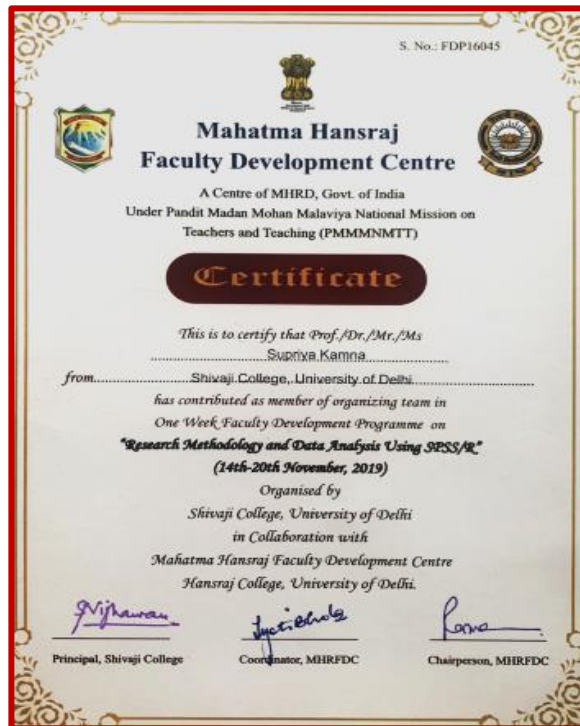 S. No.: FDP16045
Mahatma Hansraj
Faculty Development Centre
A Centre of MHRD, Govt. of India
Under Pandit Madan Mohan Malaviya National Mission on
Teachers and Teaching (PMMMNMTT)
Certificate
This is to certify that Prof./Dr./Mr./Ms
Supriya Kamna
from Shivaji College, University of Delhi
has contributed as member of organizing team in
One Week Faculty Development Programme on
"Research Methodology and Data Analysis Using SPSS/R"
(14th-20th November, 2019)
Organised by
Shivaji College, University of Delhi
in Collaboration with
Mahatma Hansraj Faculty Development Centre
Hansraj College, University of Delhi.
Principal, Shivaji College
Coordinator, MHRFDC
Chairperson, MHRFDC